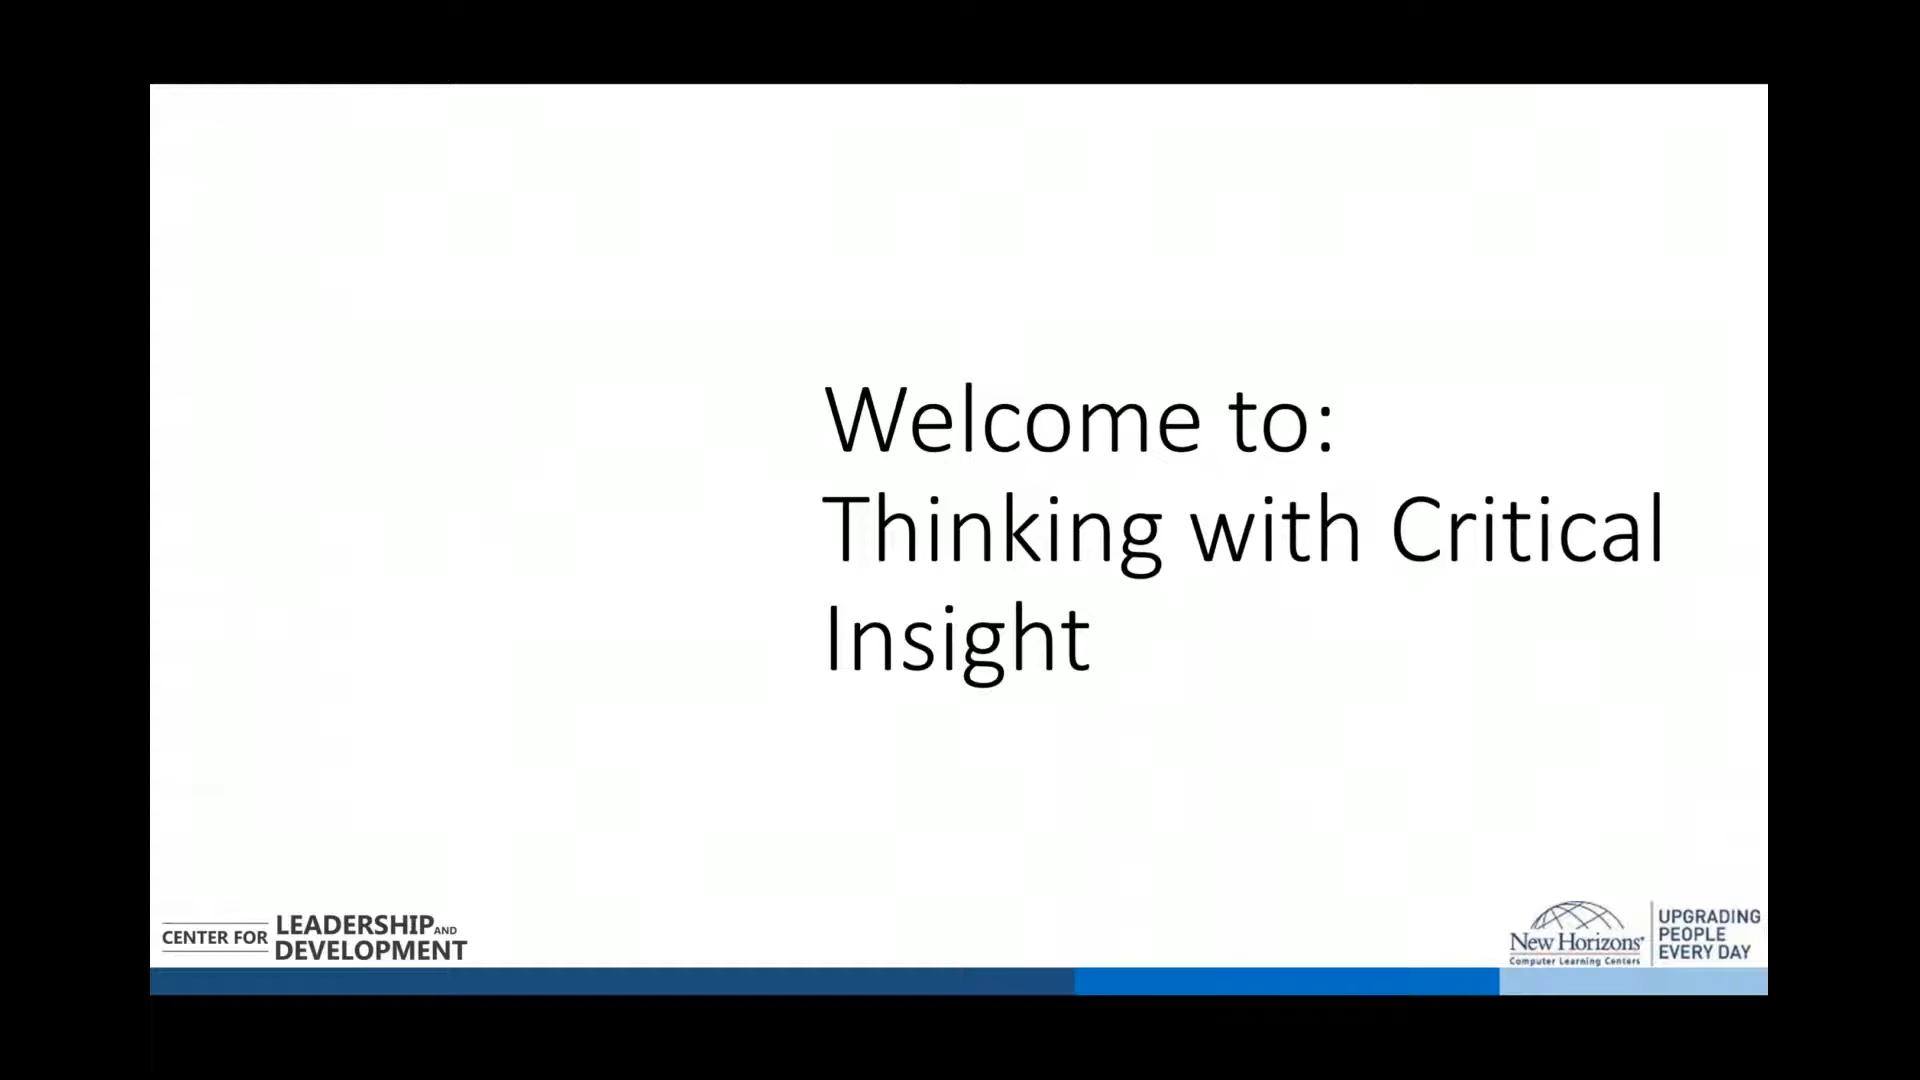 Welcome to:
Thinking with Critical
Insight
CENTER FOR LEADERSHIP AND
DEVELOPMENT
New Horizons®
Computer Learning Centers
UPGRADING
PEOPLE
EVERY DAY